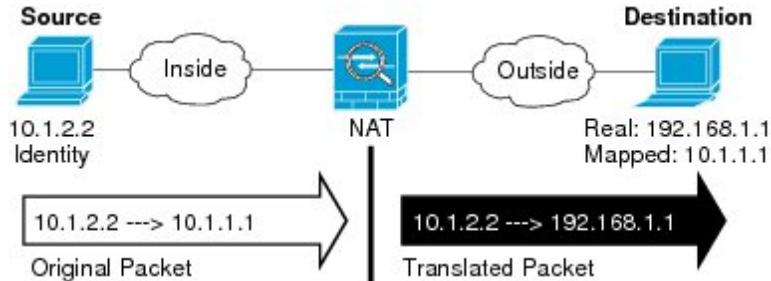 Source
Destination
Inside
Outside
10.1.2.2
Identity
NAT
Real: 192.168.1.1
Mapped: 10.1.1.1
10.1.2.2 ---> 10.1.1.1
10.1.2.2 ---> 192.168.1.1
Original Packet
Translated Packet